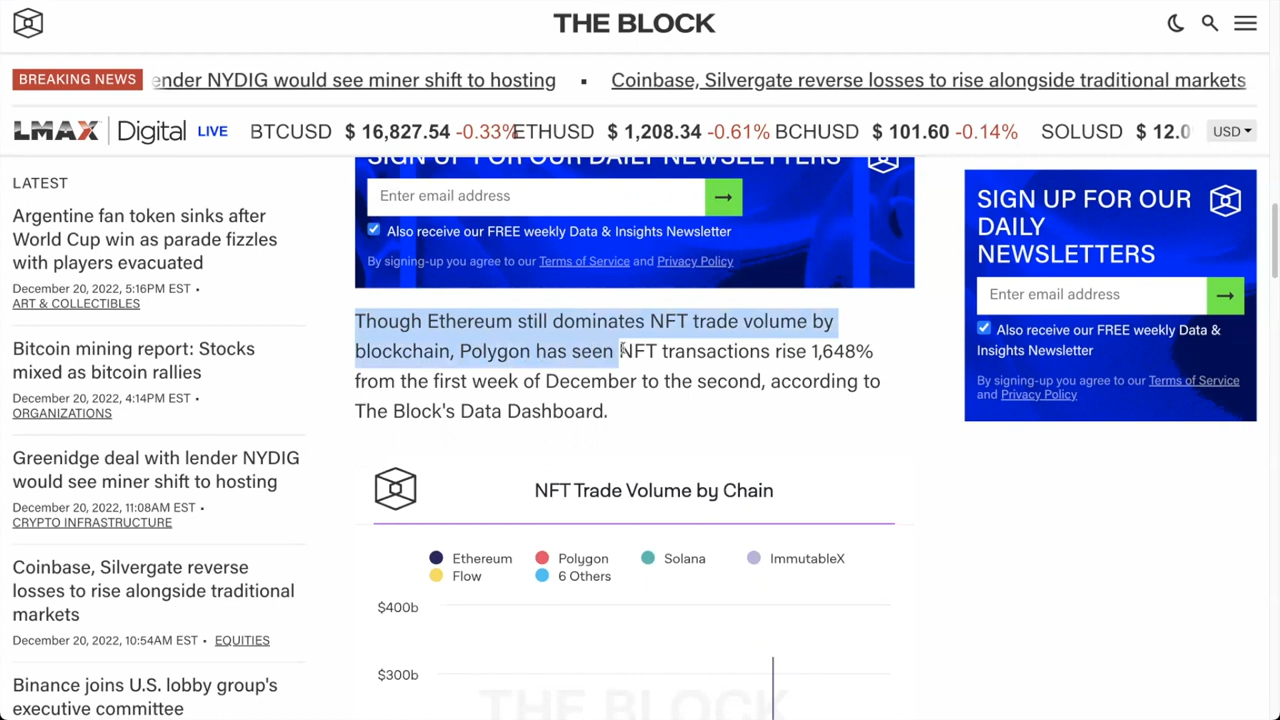 THE BLOCK
BREAKING NEWS ender NYDIG would see miner shift to hosting ▪ Coinbase, Silvergate reverse losses to rise alongside traditional markets
LMAX Digital LIVE BTCUSD $ 16,827.54 -0.33% ETHUSD $ 1,208.34 -0.61% BCHUSD $ 101.60 -0.14% SOLUSD $ 12.0 USD
LATEST
Argentine fan token sinks after
World Cup win as parade fizzles
with players evacuated
December 20, 2022, 5:16PM EST •
ART & COLLECTIBLES
Bitcoin mining report: Stocks
mixed as bitcoin rallies
December 20, 2022, 4:14PM EST •
ORGANIZATIONS
Greenidge deal with lender NYDIG
would see miner shift to hosting
December 20, 2022, 11:08AM EST •
CRYPTO INFRASTRUCTURE
Coinbase, Silvergate reverse
losses to rise alongside traditional
markets
December 20, 2022, 10:54AM EST • EQUITIES
Binance joins U.S. lobby group's
executive committee
SIGN UP FOR OUR DAILY NEWSLETTERS
Enter email address →
Also receive our FREE weekly Data & Insights Newsletter
By signing-up you agree to our Terms of Service and Privacy Policy
Though Ethereum still dominates NFT trade volume by
blockchain, Polygon has seen NFT transactions rise 1,648%
from the first week of December to the second, according to
The Block's Data Dashboard.
NFT Trade Volume by Chain
Ethereum Polygon Solana ImmutableX
Flow 6 Others
$400b
$300b
THE BLOCK
SIGN UP FOR OUR
DAILY
NEWSLETTERS
Enter email address →
Also receive our FREE weekly Data &
Insights Newsletter
By signing-up you agree to our Terms of Service
and Privacy Policy